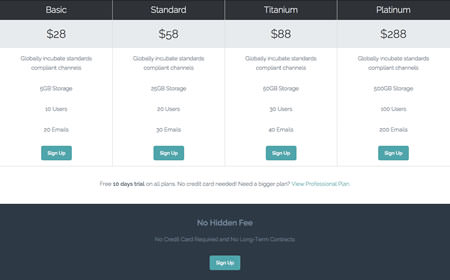 Basic
Standard
Titanium
Platinum
$28
$58
$88
$288
Globally incubate standards
compliant channels
Globally incubate standards
compliant channels
Globally incubate standards
compliant channels
Globally incubate standards
compliant channels
5GB Storage
25GB Storage
50GB Storage
500GB Storage
10 Users
20 Users
30 Users
100 Users
20 Emails
30 Emails
40 Emails
200 Emails
Sign Up
Sign Up
Sign Up
Sign Up
Free 10 days trial on all plans. No credit card needed! Need a bigger plan? View Professional Plan
No Hidden Fee
No Credit Card Required and No Long-Term Contracts
Sign Up